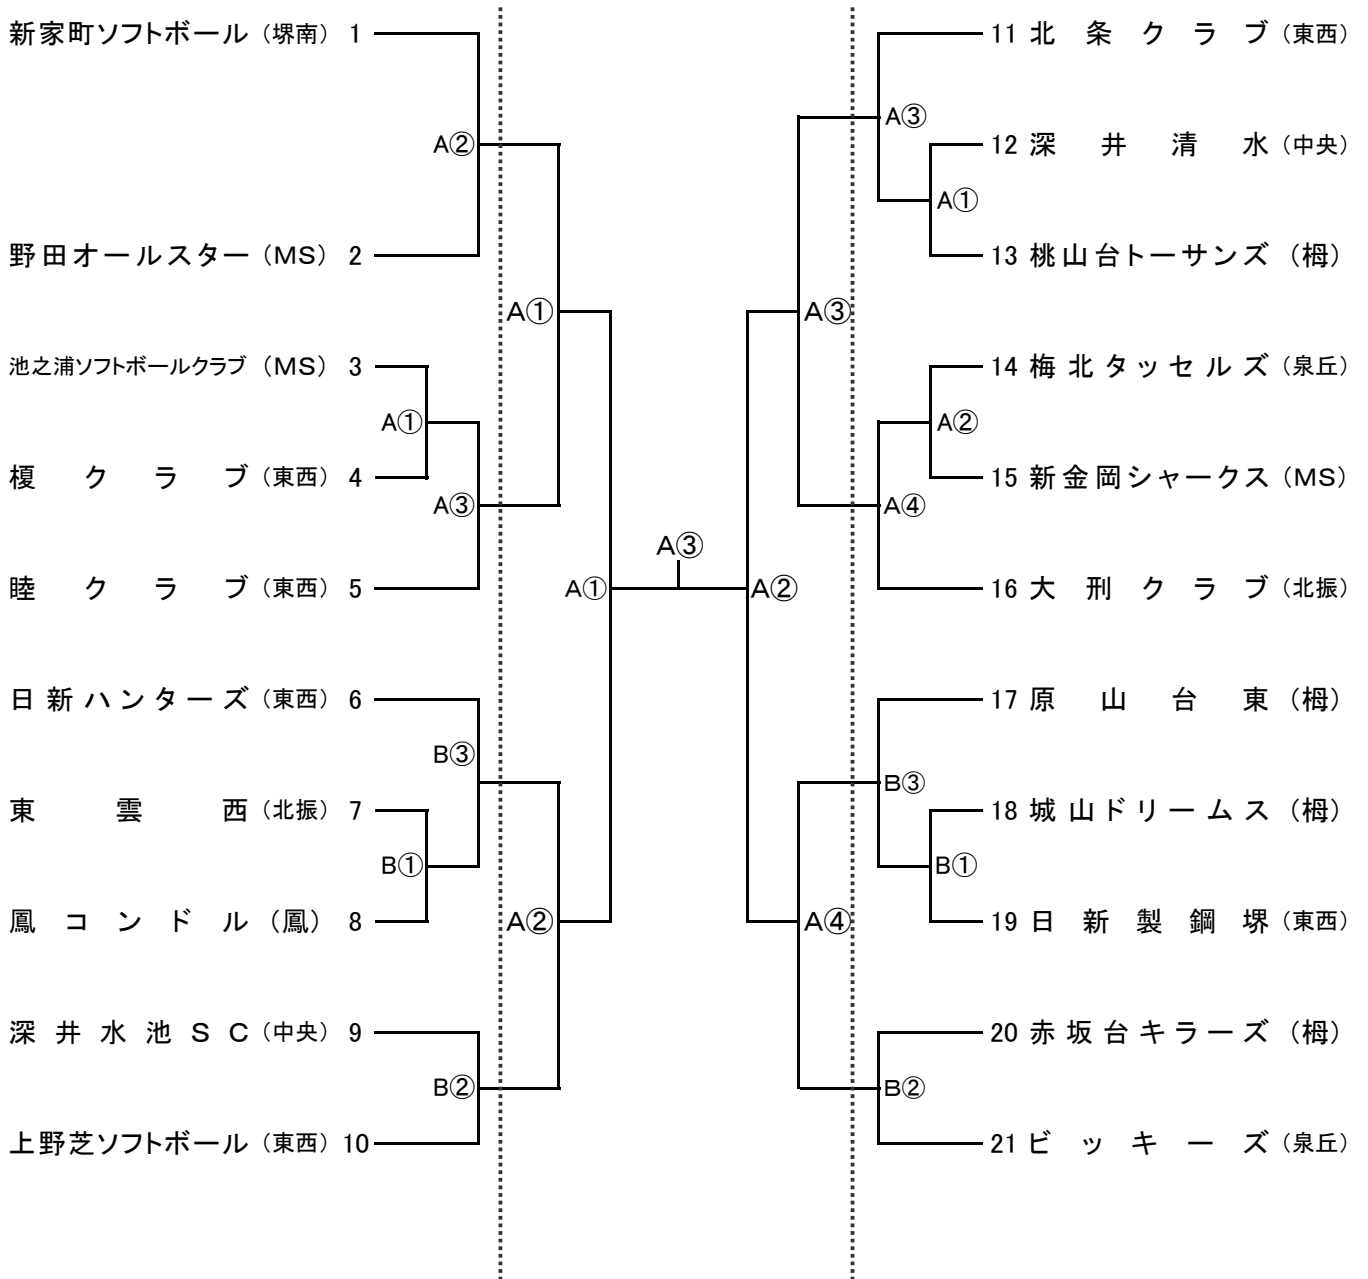 新家町ソフトボール（堺南）1
A②
野田オールスター（MS）2
A①
池之浦ソフトボールクラブ（MS）3
A①
榎クラブ（東西）4
A③
睦クラブ（東西）5
A①
日新ハンターズ（東西）6
B③
東雲西（北振）7
B①
鳳コンドル（鳳）8
A②
深井水池SC（中央）9
B②
上野芝ソフトボール（東西）10
A③
11 北条クラブ（東西）
A③
12 深井清水（中央）
A①
13 桃山台トーサンズ（栂）
A③
14 梅北タッセルズ（泉丘）
A②
15 新金岡シャークス（MS）
A④
16 大刑クラブ（北振）
A②
17 原山台東（栂）
B③
18 城山ドリームス（栂）
B①
19 日新製鋼堺（東西）
A④
20 赤坂台キラーズ（栂）
B②
21 ビッキーズ（泉丘）